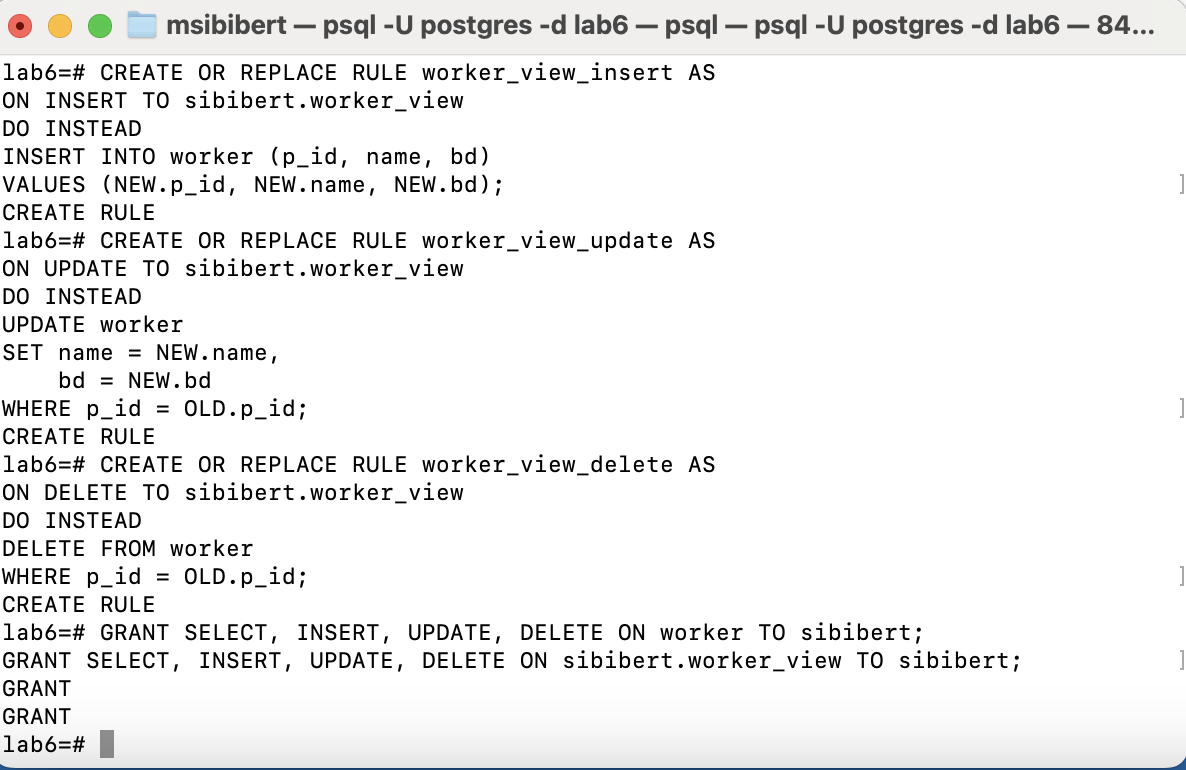 msibibert — psql -U postgres -d lab6 — psql — psql -U postgres -d lab6 — 84...
lab6=# CREATE OR REPLACE RULE worker_view_insert AS
ON INSERT TO sibibert.worker_view
DO INSTEAD
INSERT INTO worker (p_id, name, bd)
VALUES (NEW.p_id, NEW.name, NEW.bd);
CREATE RULE
lab6=# CREATE OR REPLACE RULE worker_view_update AS
ON UPDATE TO sibibert.worker_view
DO INSTEAD
UPDATE worker
SET name = NEW.name,
    bd = NEW.bd
WHERE p_id = OLD.p_id;
CREATE RULE
lab6=# CREATE OR REPLACE RULE worker_view_delete AS
ON DELETE TO sibibert.worker_view
DO INSTEAD
DELETE FROM worker
WHERE p_id = OLD.p_id;
CREATE RULE
lab6=# GRANT SELECT, INSERT, UPDATE, DELETE ON worker TO sibibert;
GRANT SELECT, INSERT, UPDATE, DELETE ON sibibert.worker_view TO sibibert;
GRANT
GRANT
lab6=#